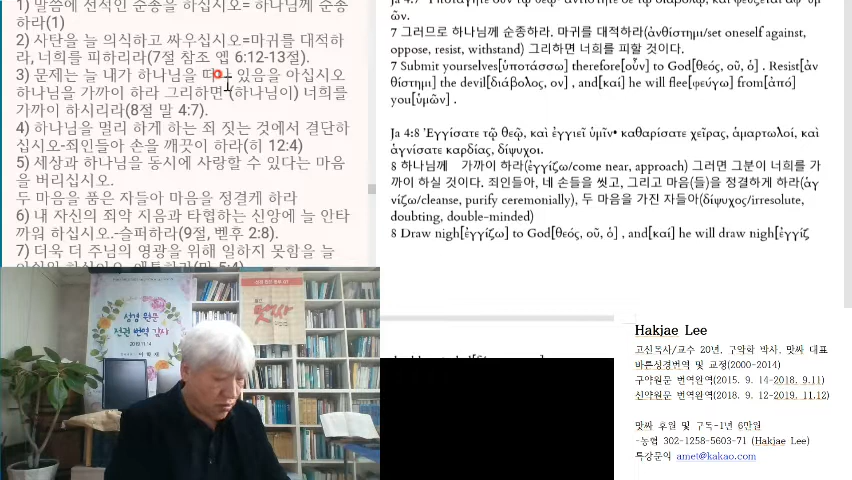 1) 말씀에 전적인 순종을 하십시오= 하나님께 순종
하라(1)
2) 사탄을 늘 의식하고 싸우십시오=마귀를 대적하
라, 너희를 피하리라(7절 참조 엡 6:12-13절).
3) 문제는 늘 내가 하나님을 떠나 있음을 아십시오
하나님을 가까이 하라 그리하면 (하나님이) 너희를
가까이 하시리라(8절 말 4:7).
4) 하나님을 멀리 하게 하는 죄 짓는 것에서 결단하
십시오-죄인들아 손을 깨끗이 하라(히 12:4)
5) 세상과 하나님을 동시에 사랑할 수 있다는 마음
을 버리십시오.
두 마음을 품은 자들아 마음을 정결케 하라
6) 내 자신의 죄악 지음과 타협하는 신앙에 늘 안타
까워 하십시오.-슬퍼하라(9절, 벧후 2:8).
7) 더욱 더 주님의 영광을 위해 일하지 못함을 늘
ὧν.
7 그러므로 하나님께 순종하라. 마귀를 대적하라(ἀνθίστημι/set oneself against,
oppose, resist, withstand) 그리하면 너희를 피할 것이다.
7 Submit yourselves[ὑποτάσσω] therefore[οὖν] to God[θεός, οῦ, ὁ] . Resist[ἀν
θίστημι] the devil[διάβολος, ον] , and[καί] he will flee[φεύγω] from[ἀπό]
you[ὑμῶν] .
Ja 4:8 Ἐγγίσατε τῷ θεῷ, καὶ ἐγγιεῖ ὑμῖν• καθαρίσατε χεῖρας, ἁμαρτωλοί, καὶ
ἁγνίσατε καρδίας, δίψυχοι.
8 하나님께 가까이 하라(ἐγγίζω/come near, approach) 그러면 그분이 너희를 가
까이 하실 것이다. 죄인들아, 네 손들을 씻고, 그리고 마음(들)을 정결하게 하라(ἁγ
νίζω/cleanse, purify ceremonially), 두 마음을 가진 자들아(δίψυχος/irresolute,
doubting, double-minded)
8 Draw nigh[ἐγγίζω] to God[θεός, οῦ, ὁ] , and[καί] he will draw nigh[ἐγγίζ
성경 원문
전권 번역 감사
2019.11.14
맛싸
Hakjae Lee
고신목사/교수 20년, 구약학 박사, 맛싸 대표
바른성경번역 및 교정(2000-2014)
구약원문 번역완역(2015. 9. 14-2018. 9.11)
신약원문 번역완역(2018. 9. 12-2019. 11.12)
맛싸 후원 및 구독-1년 6만원
-농협 302-1258-5603-71 (Hakjae Lee)
특강문의 amet@kakao.com